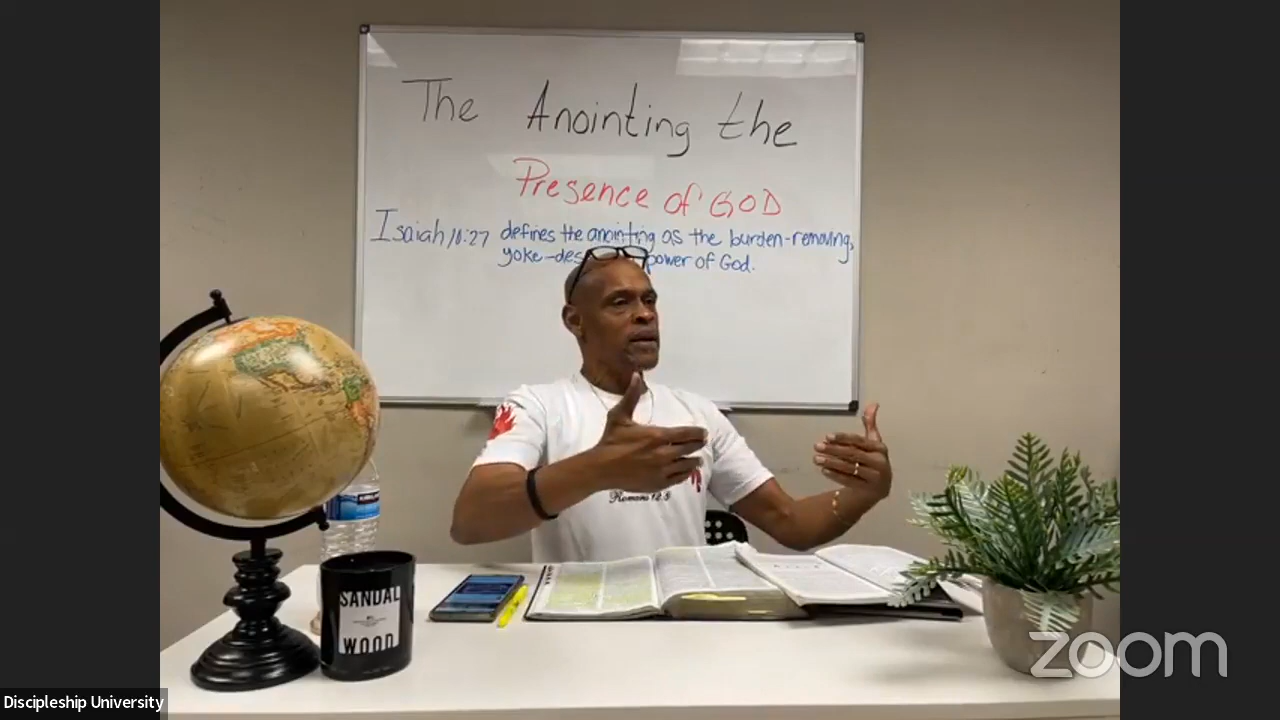 The Anointing the
Presence of GOD
Isaiah 10:27 defines the anointing as the burden-removing,
yoke-des power of God.
SANDAL
WOOD
Romans
zoom
Discipleship University